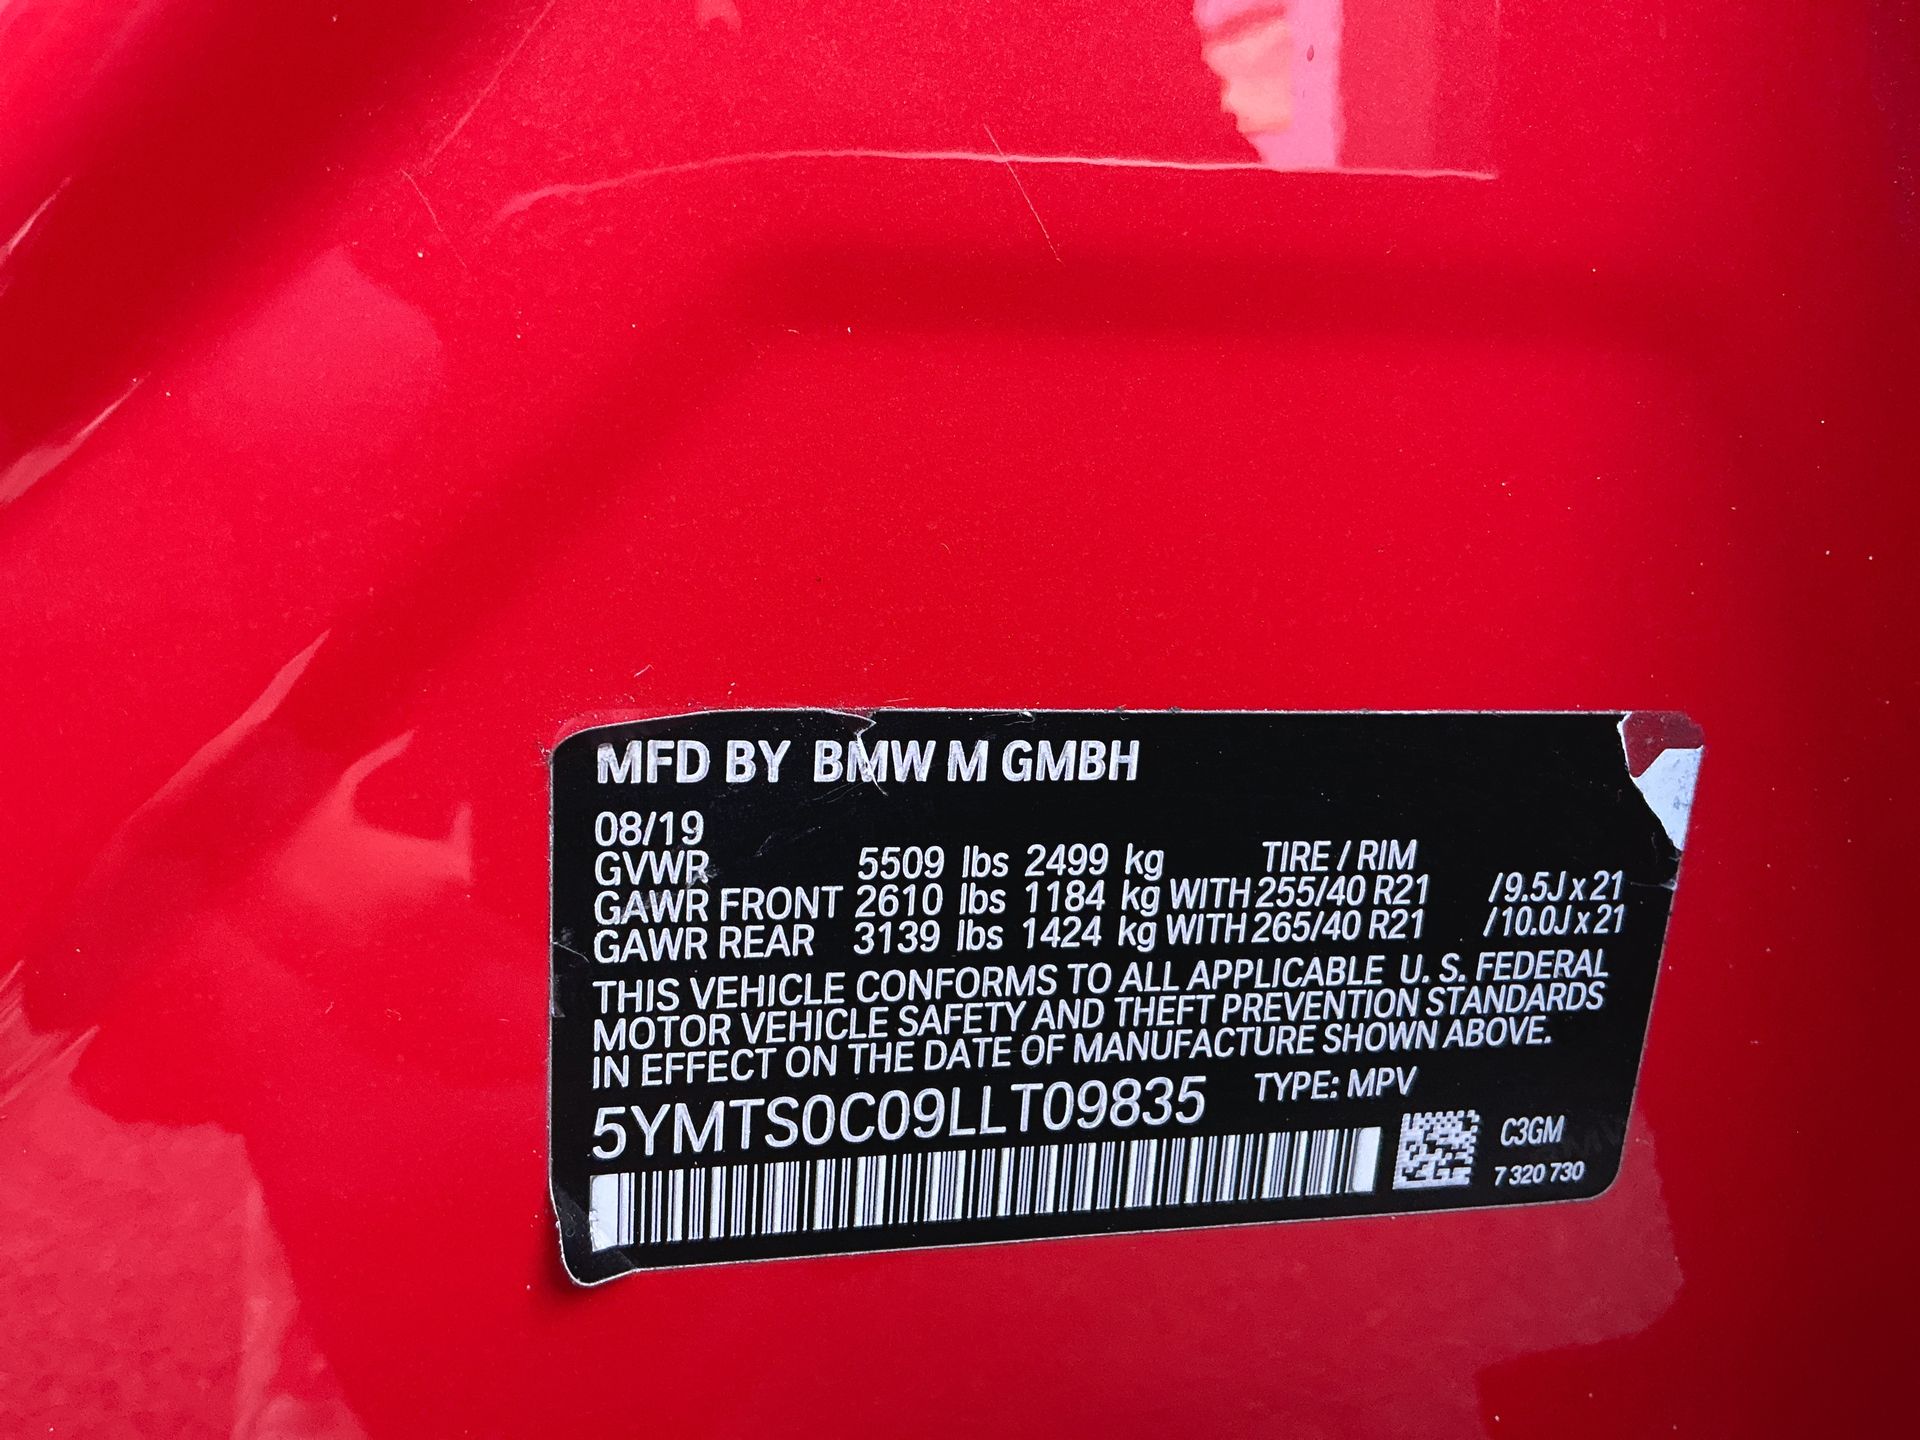 MFD BY BMW M GMBH
08/19
GVWR 5509 lbs 2499 kg TIRE / RIM
GAWR FRONT 2610 lbs 1184 kg WITH 255/40 R21 /9.5J x 21
GAWR REAR 3139 lbs 1424 kg WITH 265/40 R21 /10.0J x 21
THIS VEHICLE CONFORMS TO ALL APPLICABLE U. S. FEDERAL
MOTOR VEHICLE SAFETY AND THEFT PREVENTION STANDARDS
IN EFFECT ON THE DATE OF MANUFACTURE SHOWN ABOVE.
5YMTS0C09LLT09835 TYPE: MPV
C3GM
7 320 730